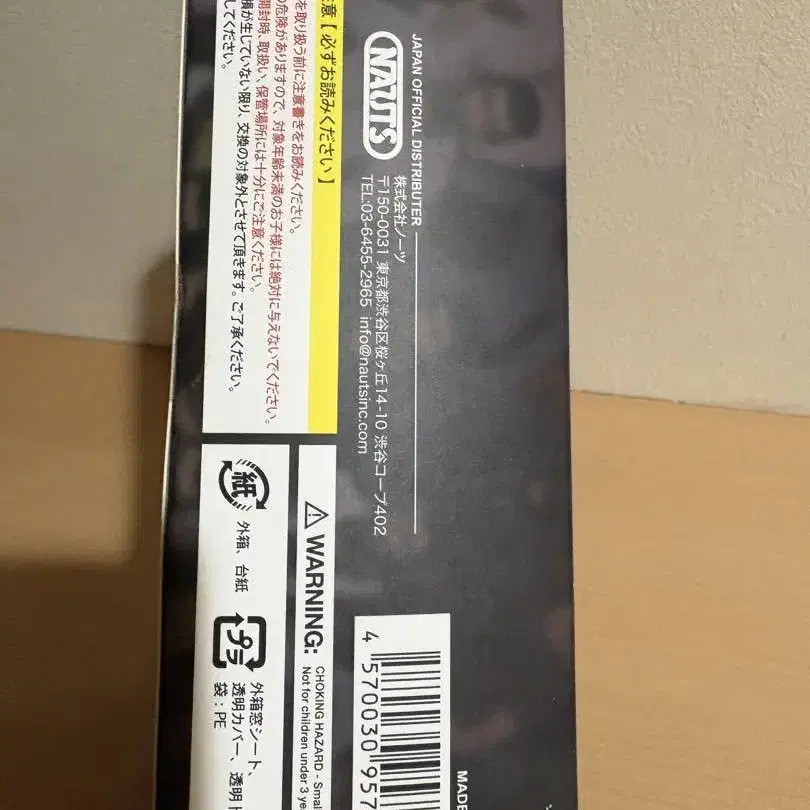 JAPAN OFFICIAL DISTRIBUTER
NAUTS
株式会社ノーツ
〒150-0031 東京都渋谷区桜ヶ丘14-10 渋谷コープ402
TEL:03-6455-2965 info@nautsinc.com
意【必ずお読みください】
を取り扱う前に注意書きをお読みください。
の危険がありますので、対象年齢未満のお子様には絶対に与えないでください。
開封時、取扱い、保管場所には十分にご注意ください。
損が生じていない限り、交換の対象外とさせて頂きます。ご了承ください。
してください。
⚠ WARNING:
CHOKING HAZARD - Smal
Not for children under 3 ye
紙
外箱、台紙
プラ
外箱窓シート、
透明カバー、透明
袋:PE
4 570030 957
MADE